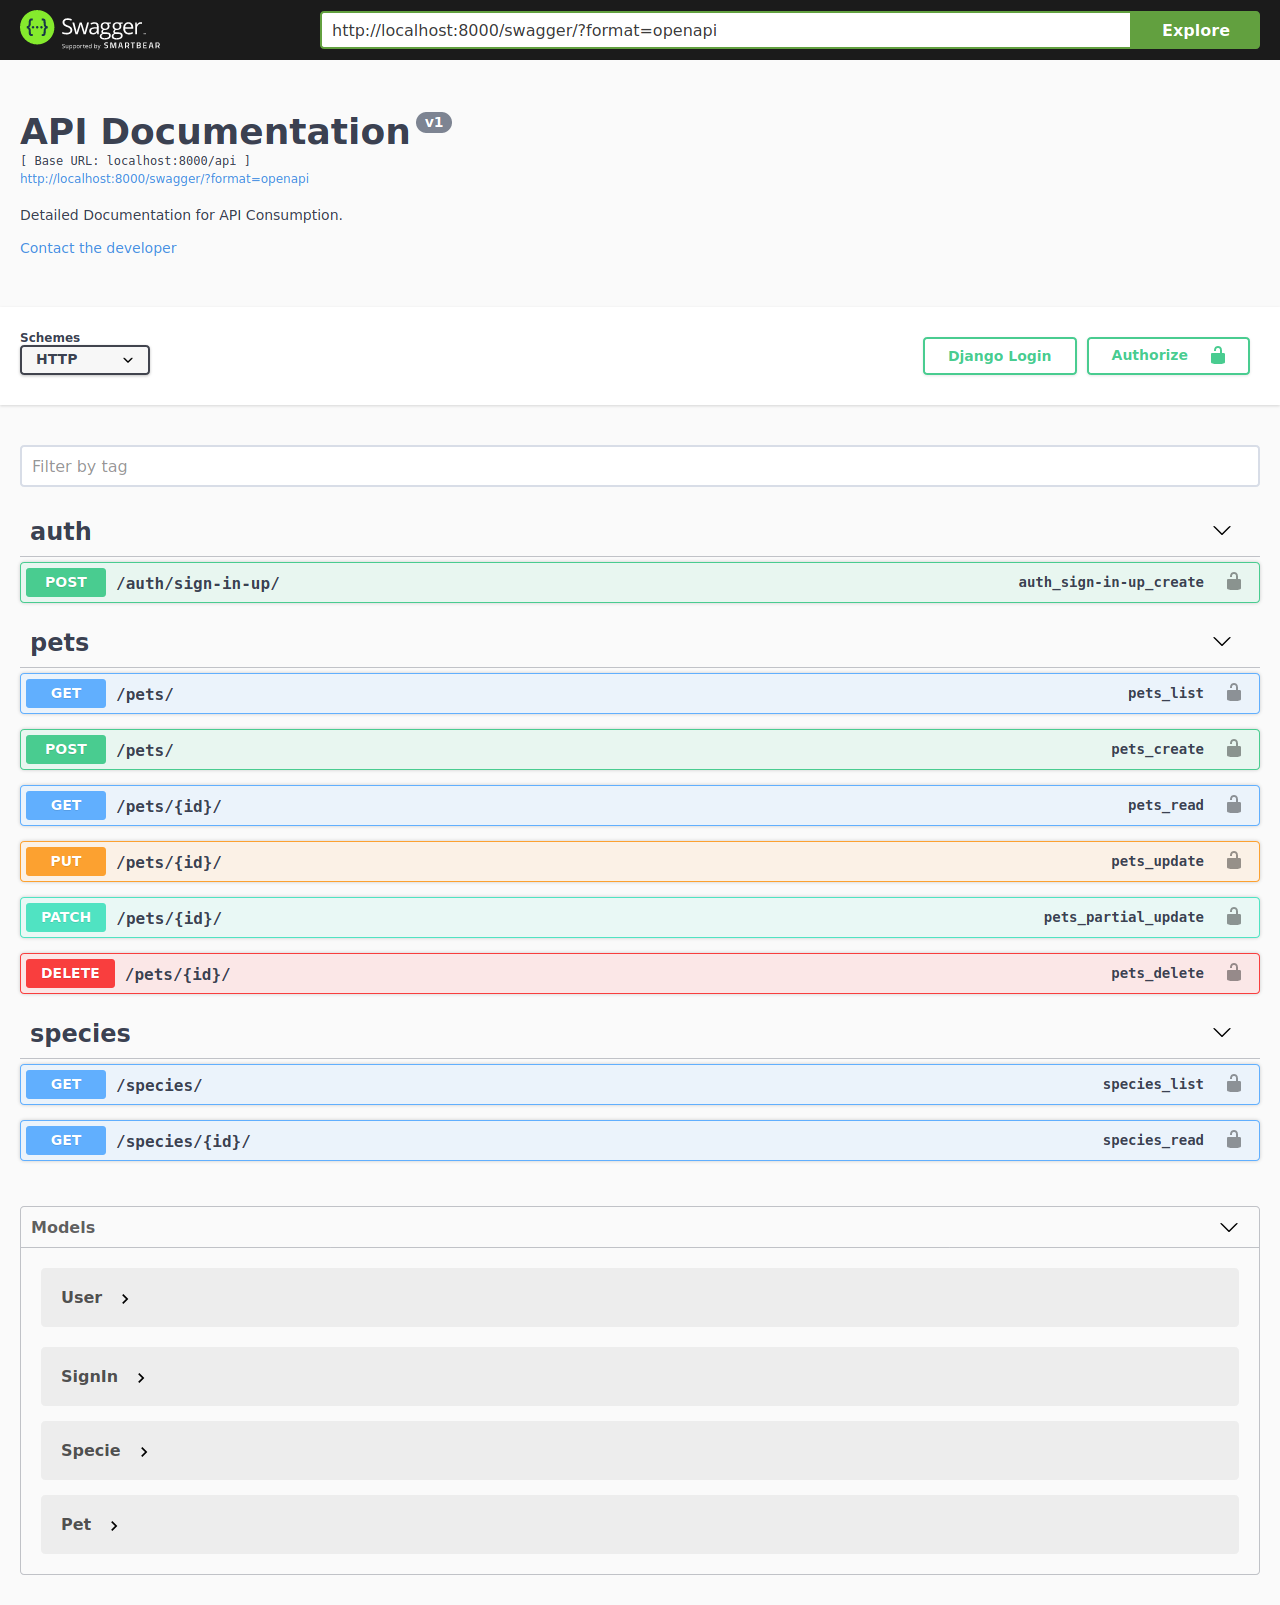 Swagger
Supported by SMARTBEAR
http://localhost:8000/swagger/?format=openapi
Explore
API Documentation v1
[ Base URL: localhost:8000/api ]
http://localhost:8000/swagger/?format=openapi
Detailed Documentation for API Consumption.
Contact the developer
Schemes
HTTP
Django Login
Authorize
Filter by tag
auth
POST /auth/sign-in-up/ auth_sign-in-up_create
pets
GET /pets/ pets_list
POST /pets/ pets_create
GET /pets/{id}/ pets_read
PUT /pets/{id}/ pets_update
PATCH /pets/{id}/ pets_partial_update
DELETE /pets/{id}/ pets_delete
species
GET /species/ species_list
GET /species/{id}/ species_read
Models
User
SignIn
Specie
Pet